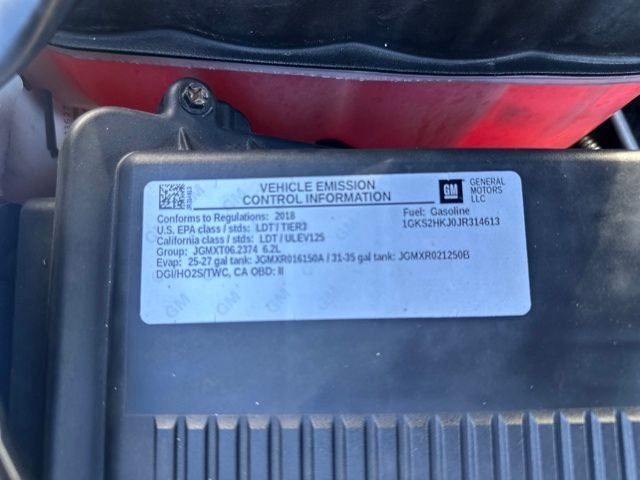 VEHICLE EMISSION
CONTROL INFORMATION
GM
GENERAL
MOTORS
LLC
Conforms to Regulations: 2018
Fuel: Gasoline
U.S. EPA class / stds: LDT / TIER3
1GKS2HKJ0JR314613
California class / stds: LDT / ULEV125
Group: JGMXT06.2374 6.2L
Evap: 25-27 gal tank: JGMXR016150A / 31-35 gal tank: JGMXR021250B
DGI/HO2S/TWC, CA OBD: II
JR314613